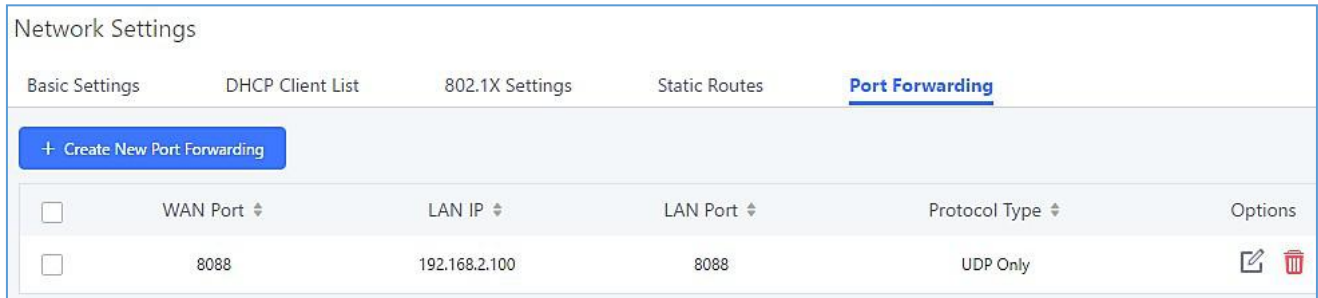 Network Settings
Basic Settings DHCP Client List 802.1X Settings Static Routes Port Forwarding
+ Create New Port Forwarding
WAN Port LAN IP LAN Port Protocol Type Options
8088 192.168.2.100 8088 UDP Only